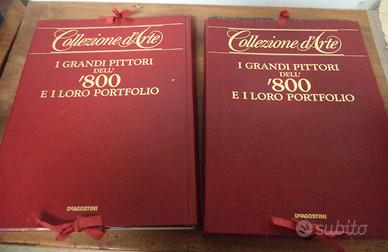 Collezione d'Arte
I GRANDI PITTORI
DELL'
'800
E I LORO PORTFOLIO
DEAGOSTINI
Collezione d'Arte
I GRANDI PITTORI
DELL'
'800
E I LORO PORTFOLIO
DEAGOSTINI
subito